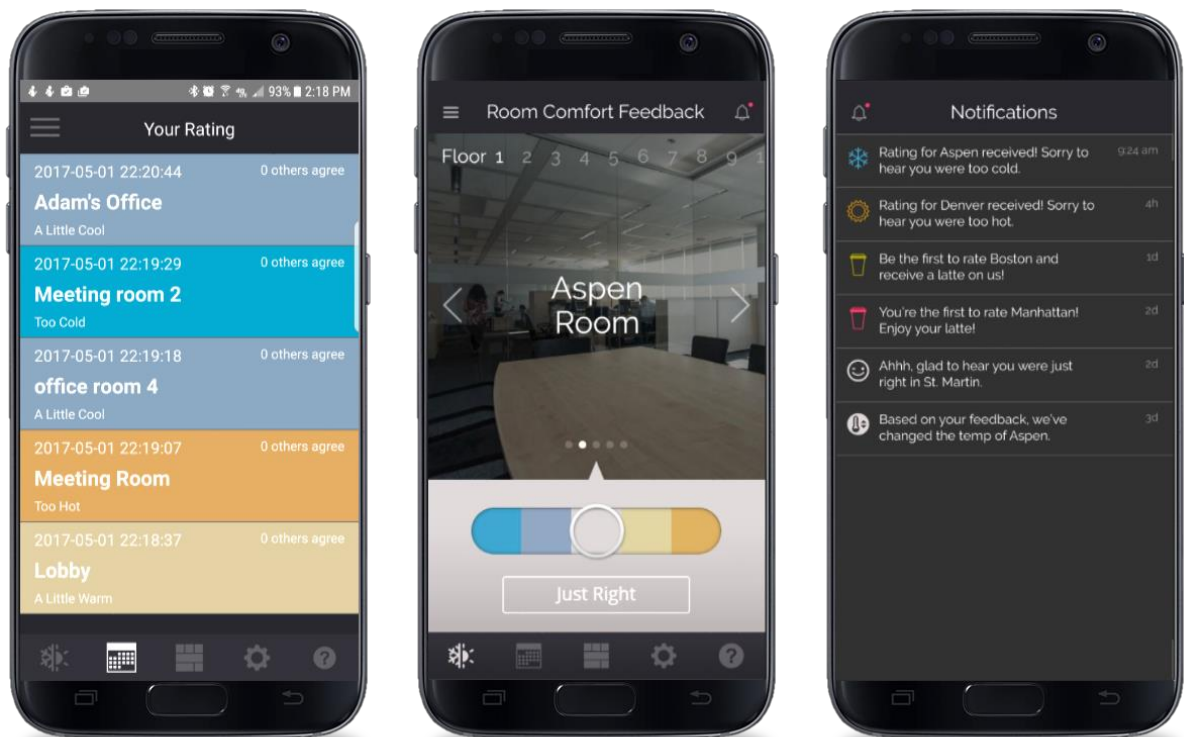 93% 2:18 PM
Your Rating
2017-05-01 22:20:44 0 others agree
Adam's Office
A Little Cool
2017-05-01 22:19:29 0 others agree
Meeting room 2
Too Cold
2017-05-01 22:19:18 0 others agree
office room 4
A Little Cool
2017-05-01 22:19:07 0 others agree
Meeting Room
Too Hot
2017-05-01 22:18:37 0 others agree
Lobby
A Little Warm
Room Comfort Feedback
Floor 1 2 3 4 5 6 7 8 9 1
Aspen
Room
Just Right
?
Notifications
Rating for Aspen received! Sorry to 9:24 am
hear you were too cold.
Rating for Denver received! Sorry to 4h
hear you were too hot.
Be the first to rate Boston and 1d
receive a latte on us!
You're the first to rate Manhattan! 2d
Enjoy your latte!
Ahhh, glad to hear you were just 2d
right in St. Martin.
Based on your feedback, we've 3d
changed the temp of Aspen.